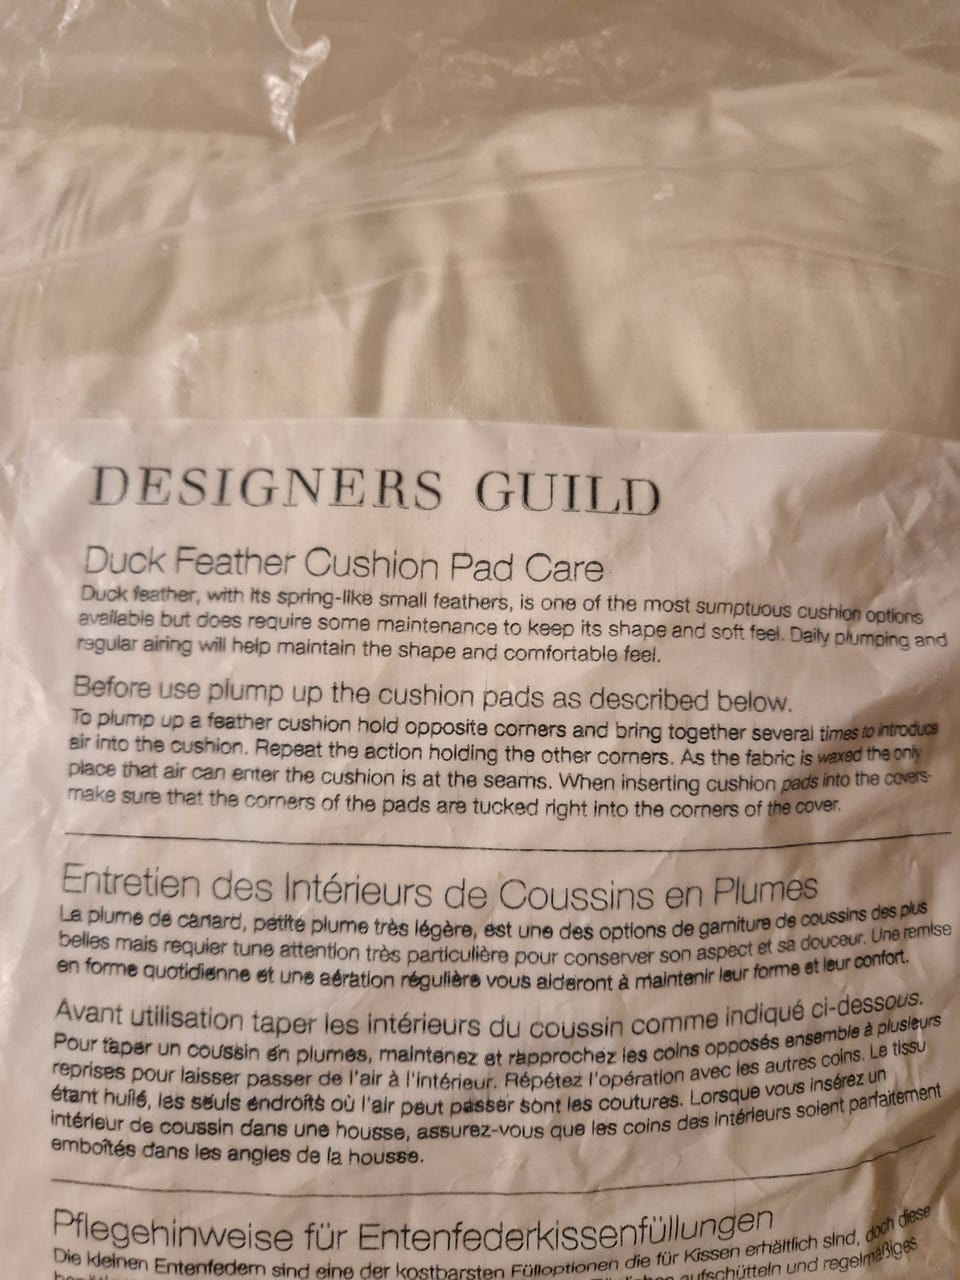 DESIGNERS GUILD
Duck Feather Cushion Pad Care
Duck feather, with its spring-like small feathers, is one of the most sumptuous cushion options
available but does require some maintenance to keep its shape and soft feel. Daily plumping and
regular airing will help maintain the shape and comfortable feel.
Before use plump up the cushion pads as described below.
To plump up a feather cushion hold opposite corners and bring together several times to introduce
air into the cushion. Repeat the action holding the other corners. As the fabric is waxed the only
place that air can enter the cushion is at the seams. When inserting cushion pads into the covers-
make sure that the corners of the pads are tucked right into the corners of the cover.
Entretien des Intérieurs de Coussins en Plumes
La plume de canard, petite plume très légère, est une des options de garniture de coussins des plus
belles mais requier tune attention très particulière pour conserver son aspect et sa douceur. Une remise
en forme quotidienne et une aération régulière vous aideront à maintenir leur forme et leur confort.
Avant utilisation taper les intérieurs du coussin comme indiqué ci-dessous.
Pour taper un coussin en plumes, maintenez et rapprochez les coins opposés ensemble à plusieurs
reprises pour laisser passer de l'air à l'intérieur. Répétez l'opération avec les autres coins. Le tissu
étant huilé, les seuls endroits où l'air peut passer sont les coutures. Lorsque vous insérez un
intérieur de coussin dans une housse, assurez-vous que les coins des intérieurs soient parfaitement
emboîtés dans les angles de la housse.
Pflegehinweise für Entenfederkissenfüllungen
Die kleinen Entenfedern sind eine der kostbarsten Fülloptionen die für Kissen erhältlich sind, doch diese
aufschütteln und regelmäßiges